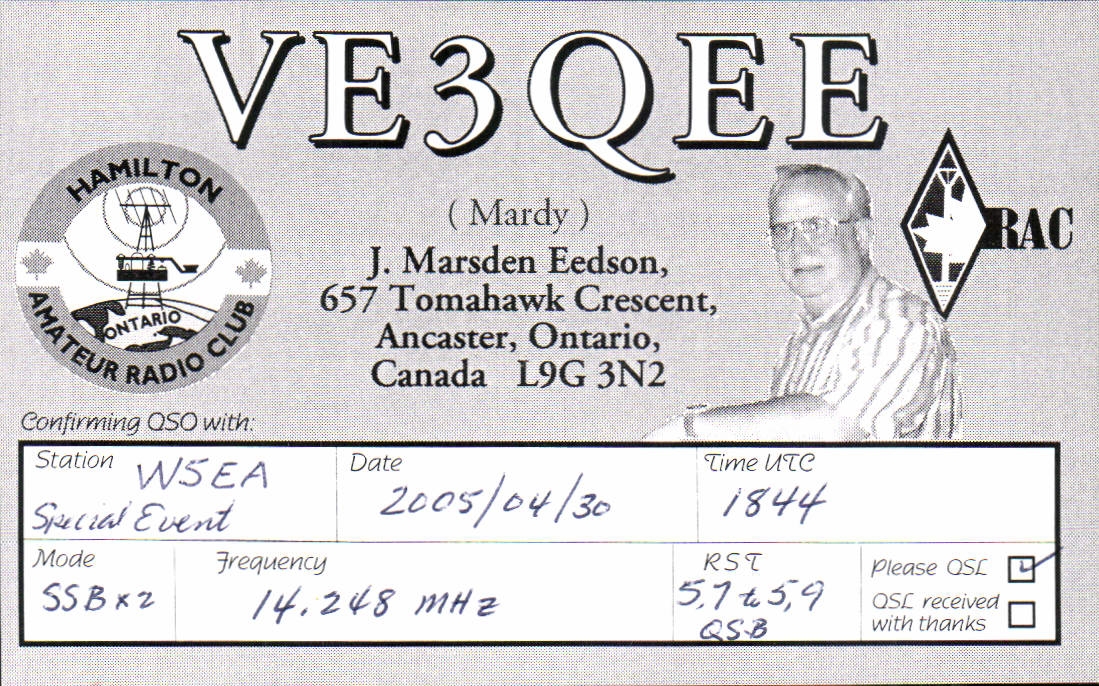 VE3QEE
HAMILTON
AMATEUR RADIO CLUB
ONTARIO
RAC
( Mardy )
J. Marsden Eedson,
657 Tomahawk Crescent,
Ancaster, Ontario,
Canada L9G 3N2
Confirming QSO with:
Station W5EA
Special Event
Date
2005/04/30
Time UTC
1844
Mode
SSB x 2
Frequency
14.248 MHz
RST
5,7 to 5,9
QSB
Please QSL
QSL received
with thanks